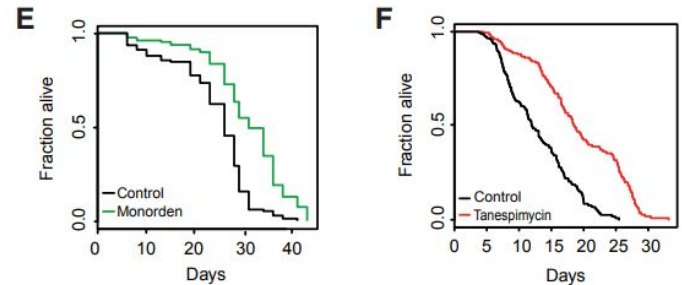 E
Fraction alive
1.0
0.5
0.0
Control
Monorden
0 10 20 30 40
Days
F
Fraction alive
1.0
0.5
0.0
Control
Tanespimycin
0 5 10 15 20 25 30
Days